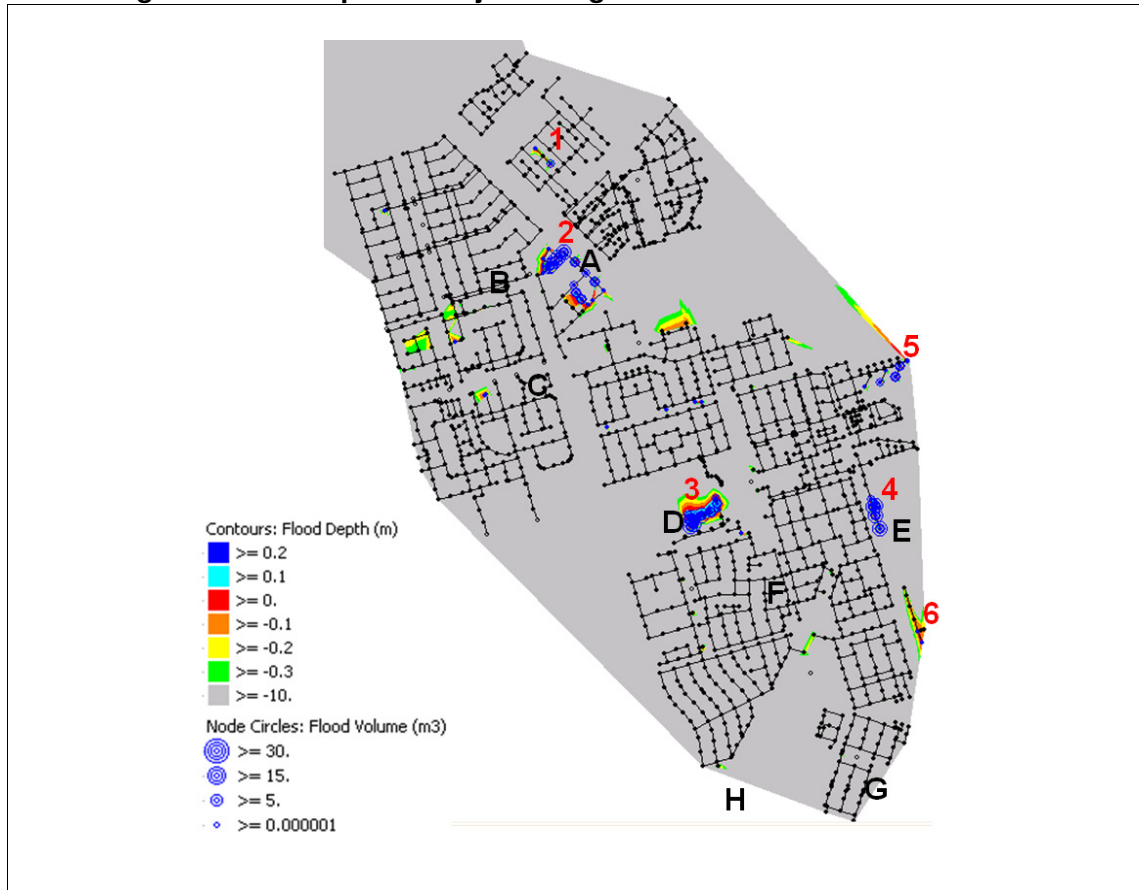 1
2
A
B
5
C
3
4
D
E
F
6
G
H
Contours: Flood Depth (m)
>= 0.2
>= 0.1
>= 0.
>= -0.1
>= -0.2
>= -0.3
>= -10.
Node Circles: Flood Volume (m3)
>= 30.
>= 15.
>= 5.
>= 0.000001